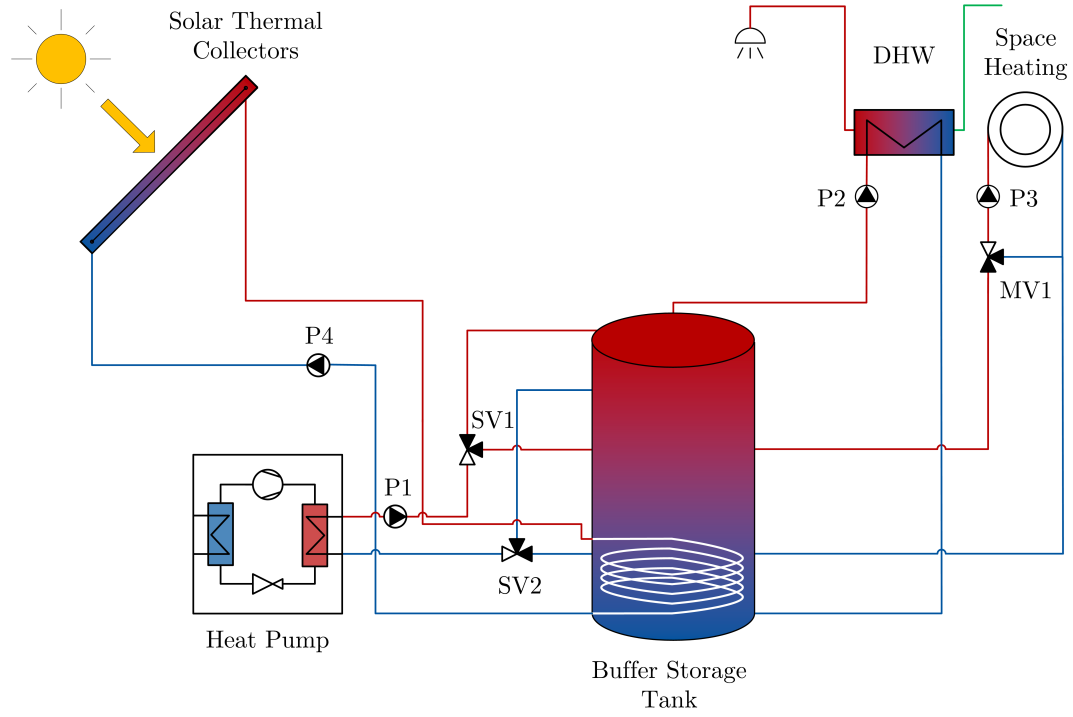 Solar Thermal
Collectors
DHW
Space
Heating
P2
P3
MV1
P4
SV1
P1
SV2
Heat Pump
Buffer Storage
Tank